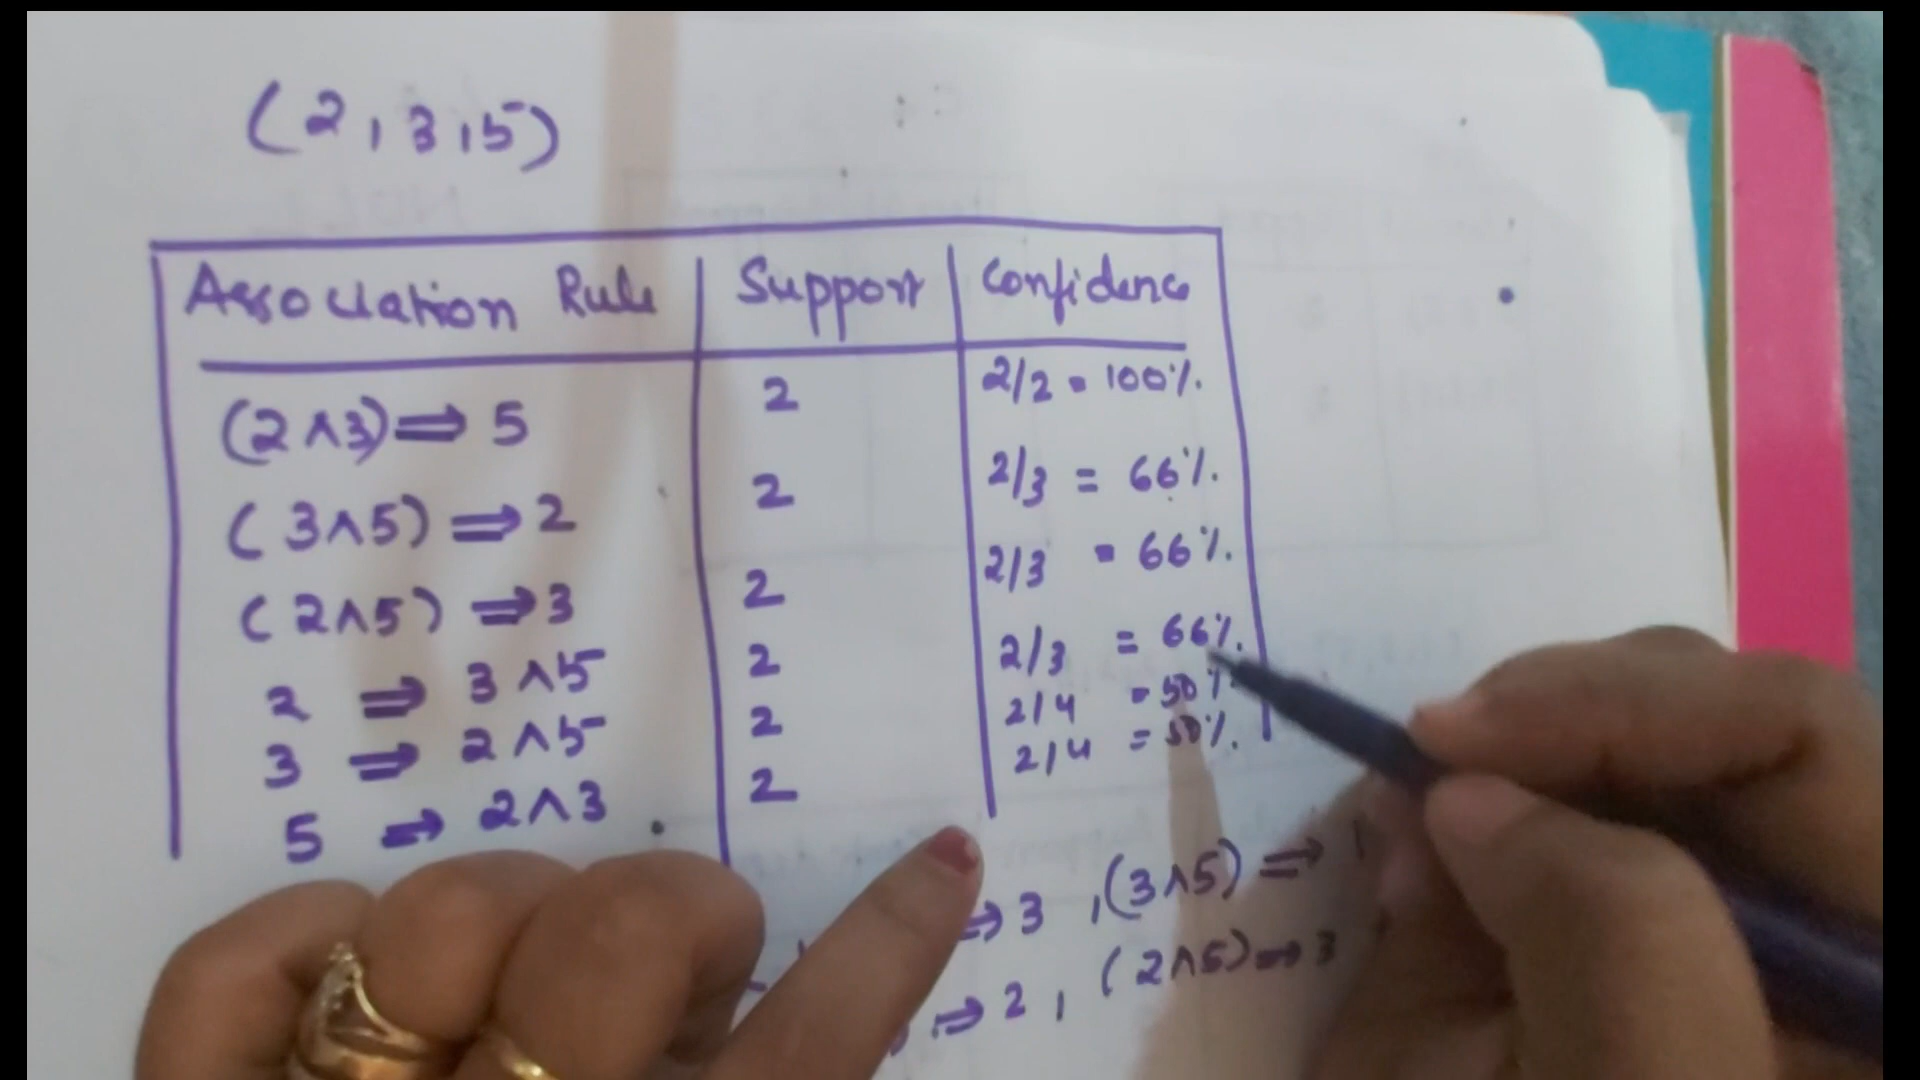 (2,3,5)
Association Rule Support Confidence
(2∧3)⇒ 5 2 2/2 = 100%.
(3∧5) ⇒ 2 2 2/3 = 66%.
(2∧5) ⇒ 3 2 2/3 = 66%.
2 ⇒ 3∧5 2 2/3 = 66%.
3 ⇒ 2∧5 2 2/4 = 50%.
5 ⇒ 2∧3 2 2/4 = 50%.
⇒ 3 , (3∧5) ⇒
⇒ 2 , (2∧5) ⇒ 3